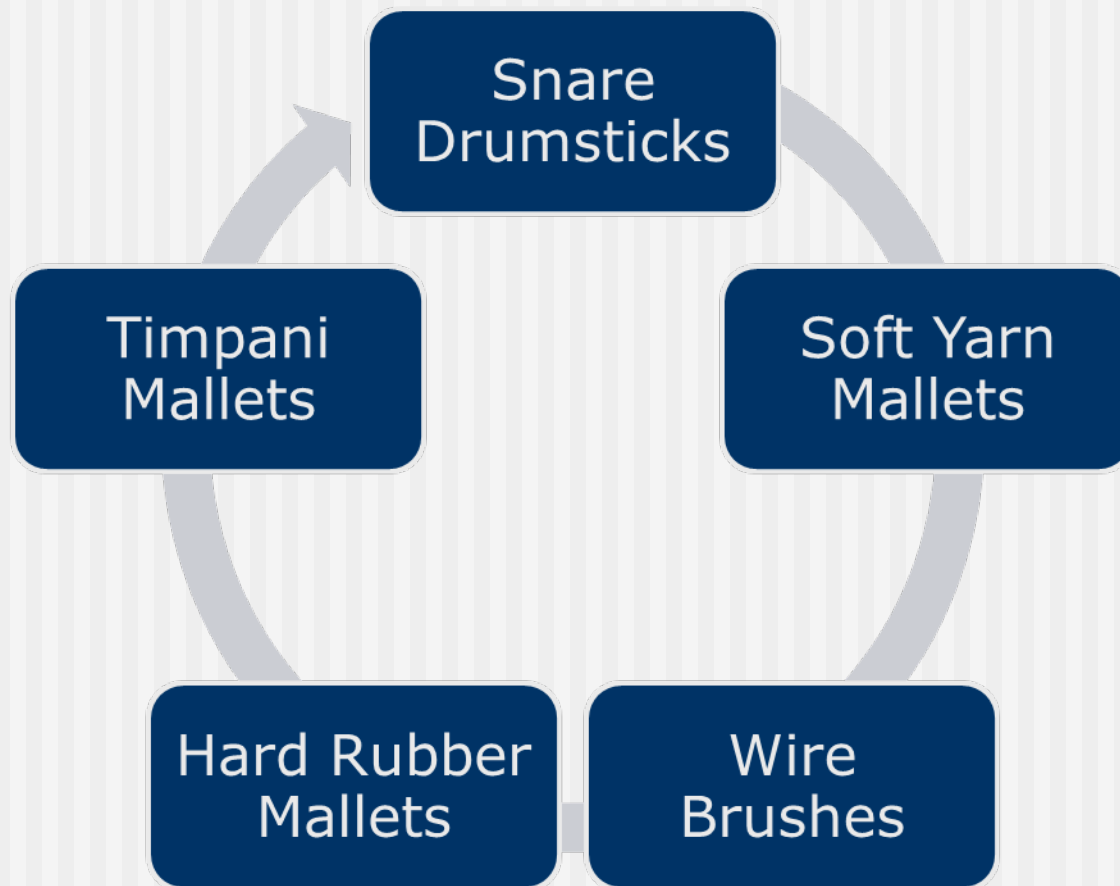 Snare
Drumsticks
Soft Yarn
Mallets
Wire
Brushes
Hard Rubber
Mallets
Timpani
Mallets